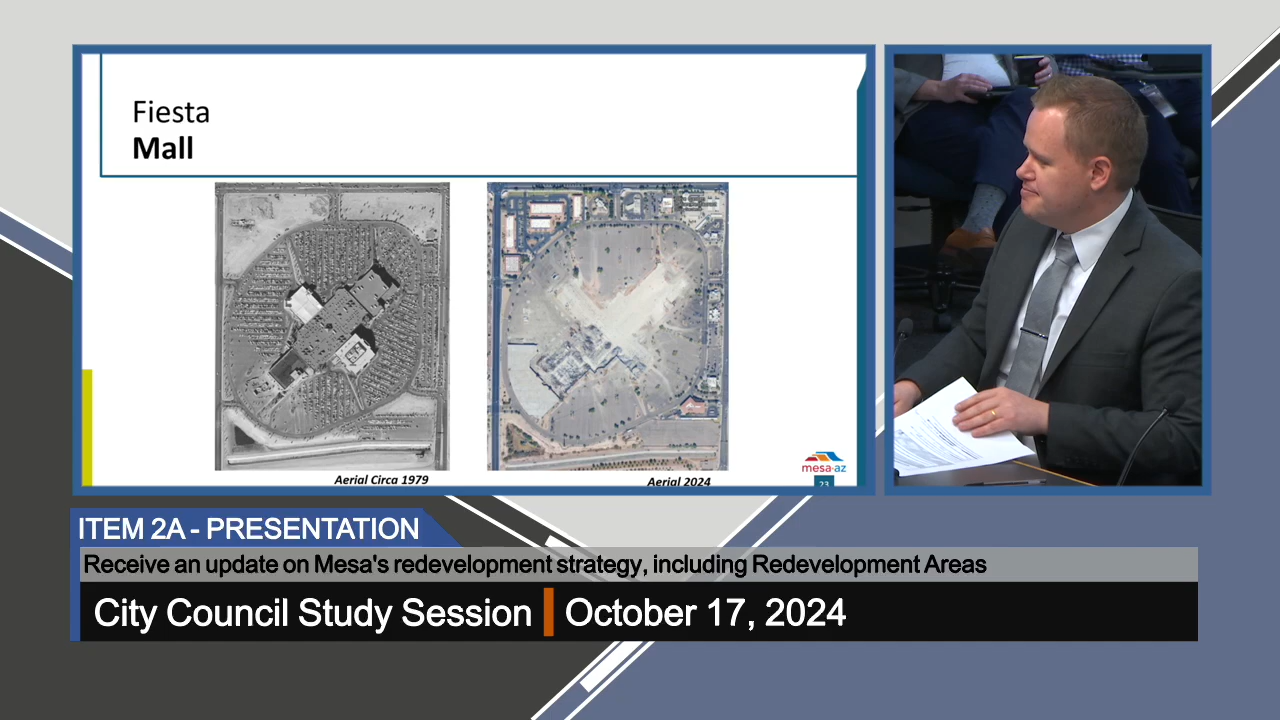 Fiesta
Mall
Aerial Circa 1979
Aerial 2024
mesa·az
23
ITEM 2A - PRESENTATION
Receive an update on Mesa's redevelopment strategy, including Redevelopment Areas
City Council Study Session
October 17, 2024